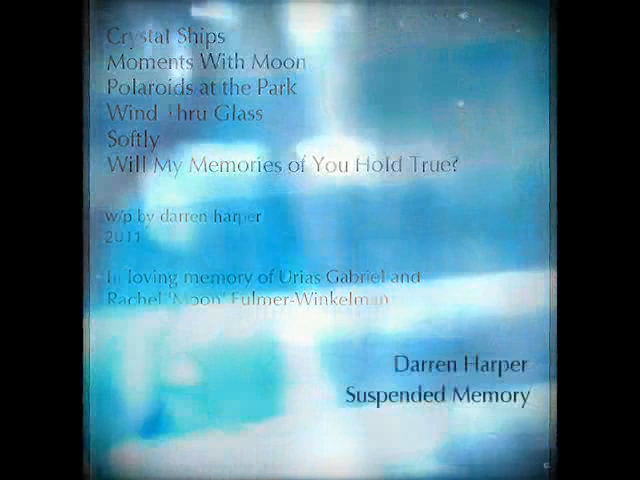 Crystal Ships
Moments With Moon
Polaroids at the Park
Wind Thru Glass
Softly
Will My Memories of You Hold True?
w/p by darren harper
2011
In loving memory of Urias Gabriel and
Rachel 'Moon' Fulmer-Winkelman
Darren Harper
Suspended Memory